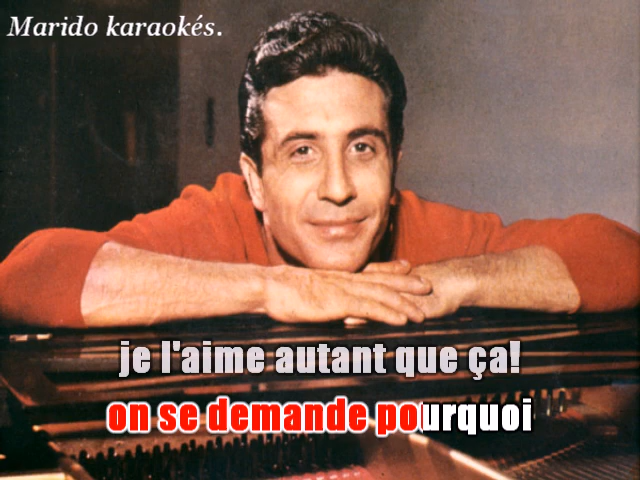 Marido karaokés.
je l'aime autant que ça!
on se demande pourquoi